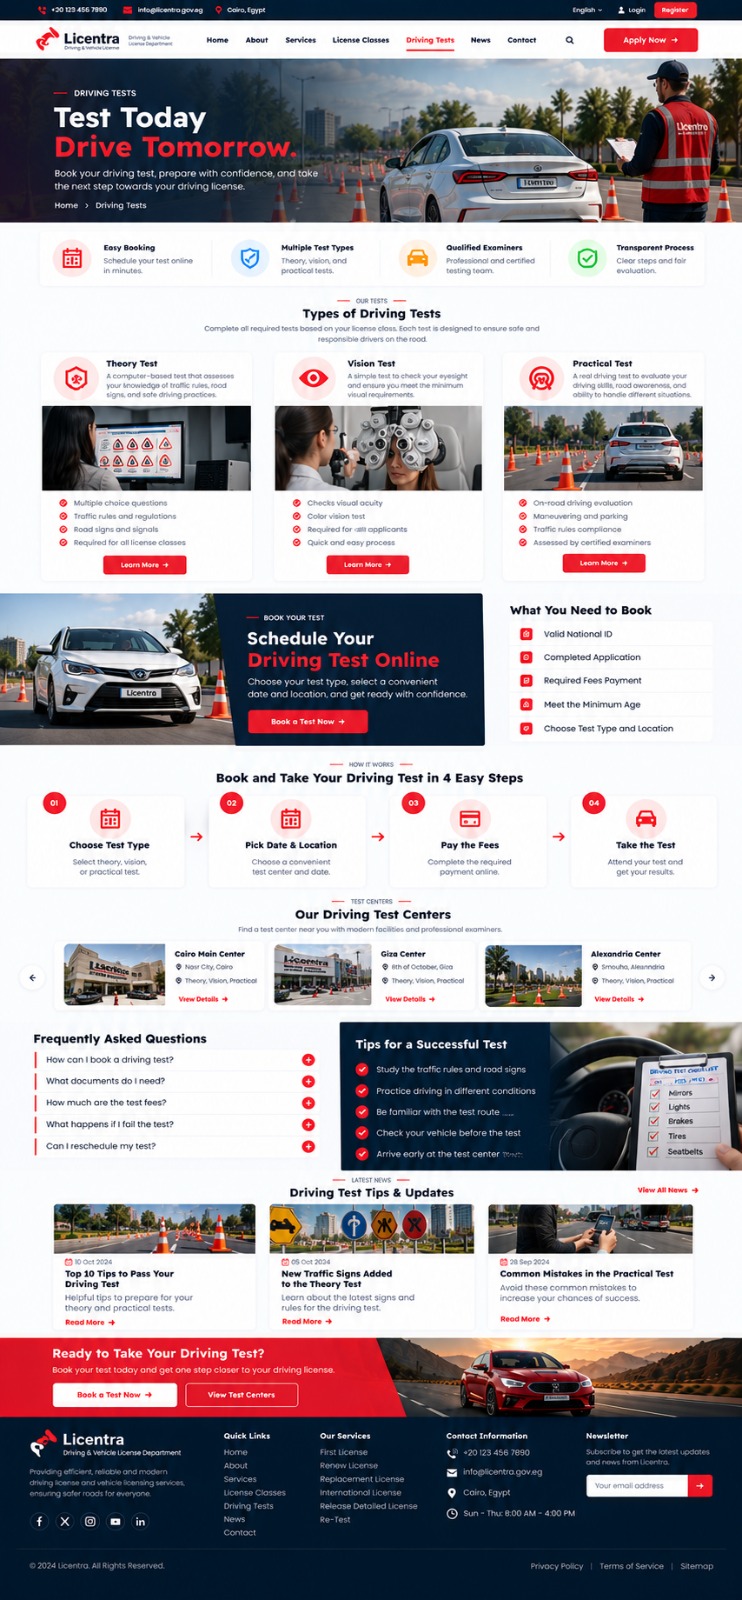 +20 123 456 7890
info@licentra.gov.eg
Cairo, Egypt
English
Login
Register
Licentra
Driving & Vehicle License
Driving & Vehicle
License Department
Home
About
Services
License Classes
Driving Tests
News
Contact
Apply Now
DRIVING TESTS
Test Today
Drive Tomorrow.
Book your driving test, prepare with confidence, and take
the next step towards your driving license.
Home > Driving Tests
Licentra
Easy Booking
Schedule your test online
in minutes.
Multiple Test Types
Theory, vision, and
practical tests.
Qualified Examiners
Professional and certified
testing team.
Transparent Process
Clear steps and fair
evaluation.
OUR TESTS
Types of Driving Tests
Complete all required tests based on your license class. Each test is designed to ensure safe and
responsible drivers on the road.
Theory Test
A computer-based test that assesses
your knowledge of traffic rules, road
signs, and safe driving practices.
Multiple choice questions
Traffic rules and regulations
Road signs and signals
Required for all license classes
Learn More
Vision Test
A simple test to check your eyesight
and ensure you meet the minimum
visual requirements.
Checks visual acuity
Color vision test
Required for all applicants
Quick and easy process
Learn More
Practical Test
A real driving test to evaluate your
driving skills, road awareness, and
ability to handle different situations.
On-road driving evaluation
Maneuvering and parking
Traffic rules compliance
Assessed by certified examiners
Learn More
Licentra
BOOK YOUR TEST
Schedule Your
Driving Test Online
Choose your test type, select a convenient
date and location, and get ready with confidence.
Book a Test Now
What You Need to Book
Valid National ID
Completed Application
Required Fees Payment
Meet the Minimum Age
Choose Test Type and Location
HOW IT WORKS
Book and Take Your Driving Test in 4 Easy Steps
01
Choose Test Type
Select theory, vision,
or practical test.
02
Pick Date & Location
Choose a convenient
test center and date.
03
Pay the Fees
Complete the required
payment online.
04
Take the Test
Attend your test and
get your results.
TEST CENTERS
Our Driving Test Centers
Find a test center near you with modern facilities and professional examiners.
Cairo Main Center
Nasr City, Cairo
Theory, Vision, Practical
View Details
Giza Center
6th of October, Giza
Theory, Vision, Practical
View Details
Alexandria Center
Smouha, Alexandria
Theory, Vision, Practical
View Details
Frequently Asked Questions
How can I book a driving test?
What documents do I need?
How much are the test fees?
What happens if I fail the test?
Can I reschedule my test?
Tips for a Successful Test
Study the traffic rules and road signs
Practice driving in different conditions
Be familiar with the test route
Check your vehicle before the test
Arrive early at the test center
DRIVING TEST CHECKLIST
Mirrors
Lights
Brakes
Tires
Seatbelts
LATEST NEWS
Driving Test Tips & Updates
View All News
10 Oct 2024
Top 10 Tips to Pass Your
Driving Test
Helpful tips to prepare for your
theory and practical tests.
Read More
05 Oct 2024
New Traffic Signs Added
to the Theory Test
Learn about the latest signs and
rules for the driving test.
Read More
28 Sep 2024
Common Mistakes in the Practical Test
Avoid these common mistakes to
increase your chances of success.
Read More
Ready to Take Your Driving Test?
Book your test today and get one step closer to your driving license.
Book a Test Now
View Test Centers
Licentra
Driving & Vehicle License Department
Providing efficient, reliable and modern
driving license and vehicle licensing services,
ensuring safer roads for everyone.
Quick Links
Home
About
Services
License Classes
Driving Tests
News
Contact
Our Services
First License
Renew License
Replacement License
International License
Release Detailed License
Re-Test
Contact Information
+20 123 456 7890
info@licentra.gov.eg
Cairo, Egypt
Sun - Thu: 8:00 AM - 4:00 PM
Newsletter
Subscribe to get the latest updates
and news from Licentra.
Your email address
© 2024 Licentra. All Rights Reserved.
Privacy Policy | Terms of Service | Sitemap